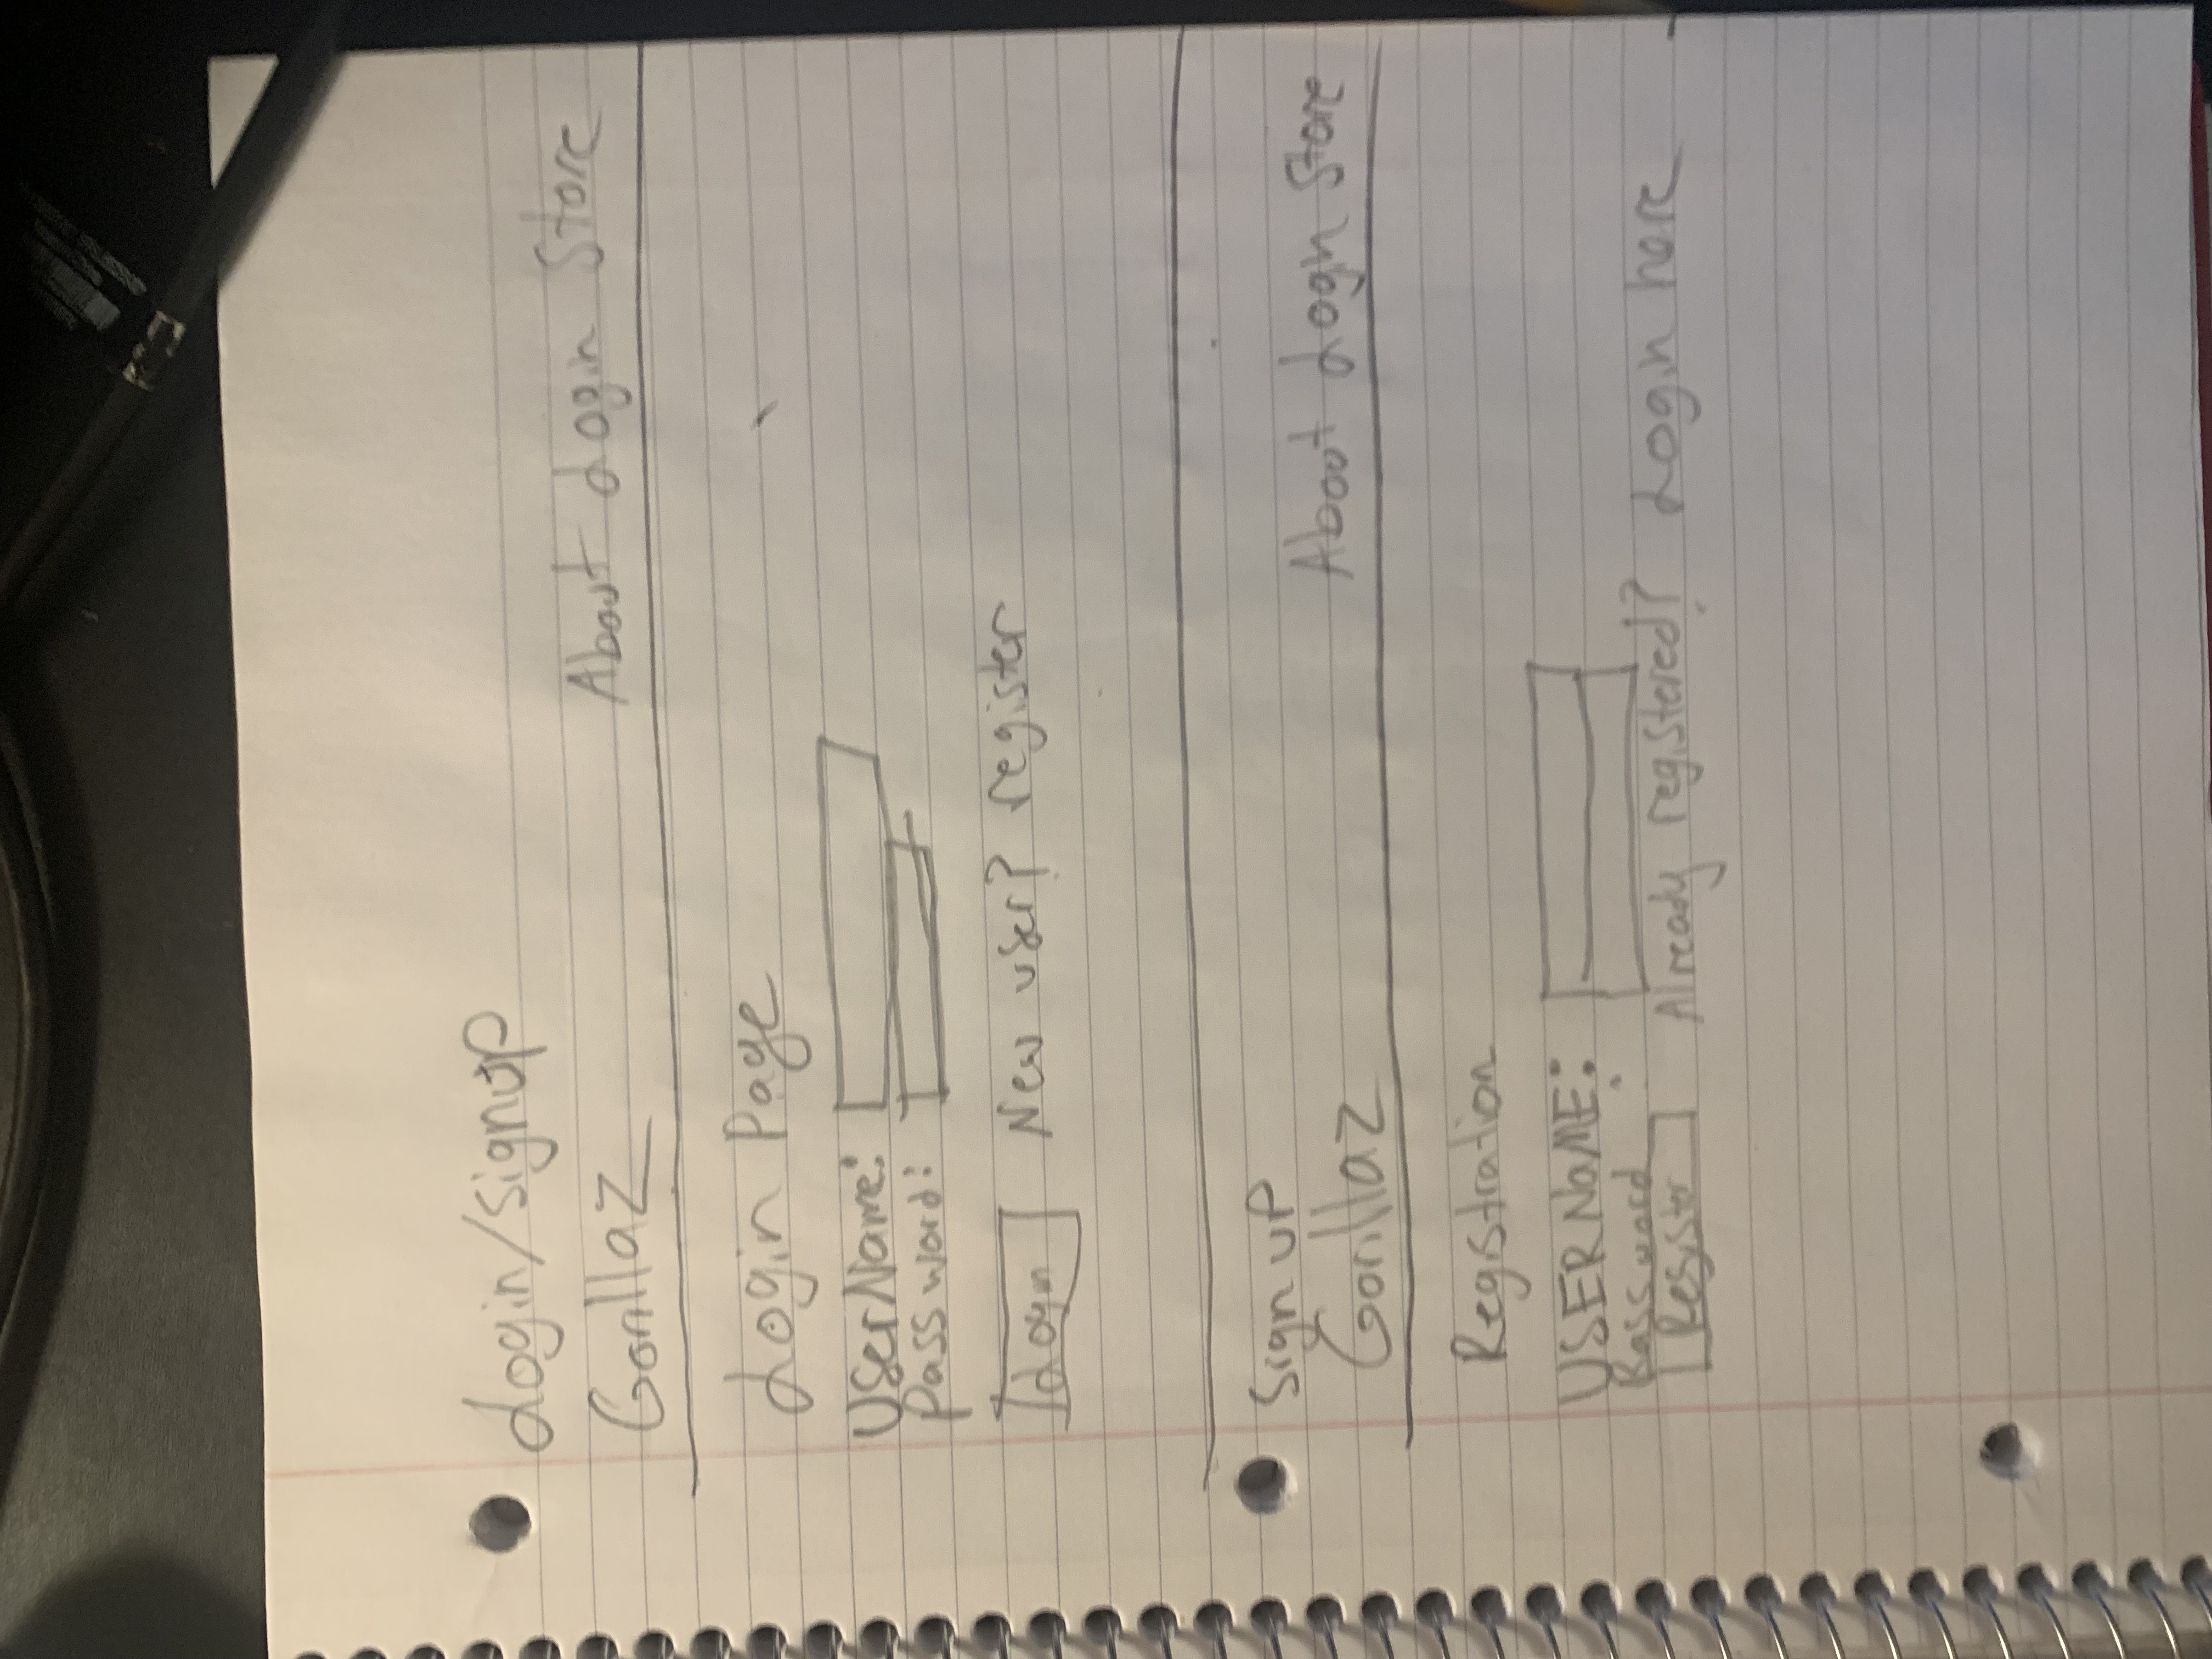 Login/signup
Gorillaz About Login Store
Login Page
UserName:
Password:
Login New user? register
Sign up
Gorillaz About Login Store
Registration
USERNaME:
Password :
Register Already registered? Login here